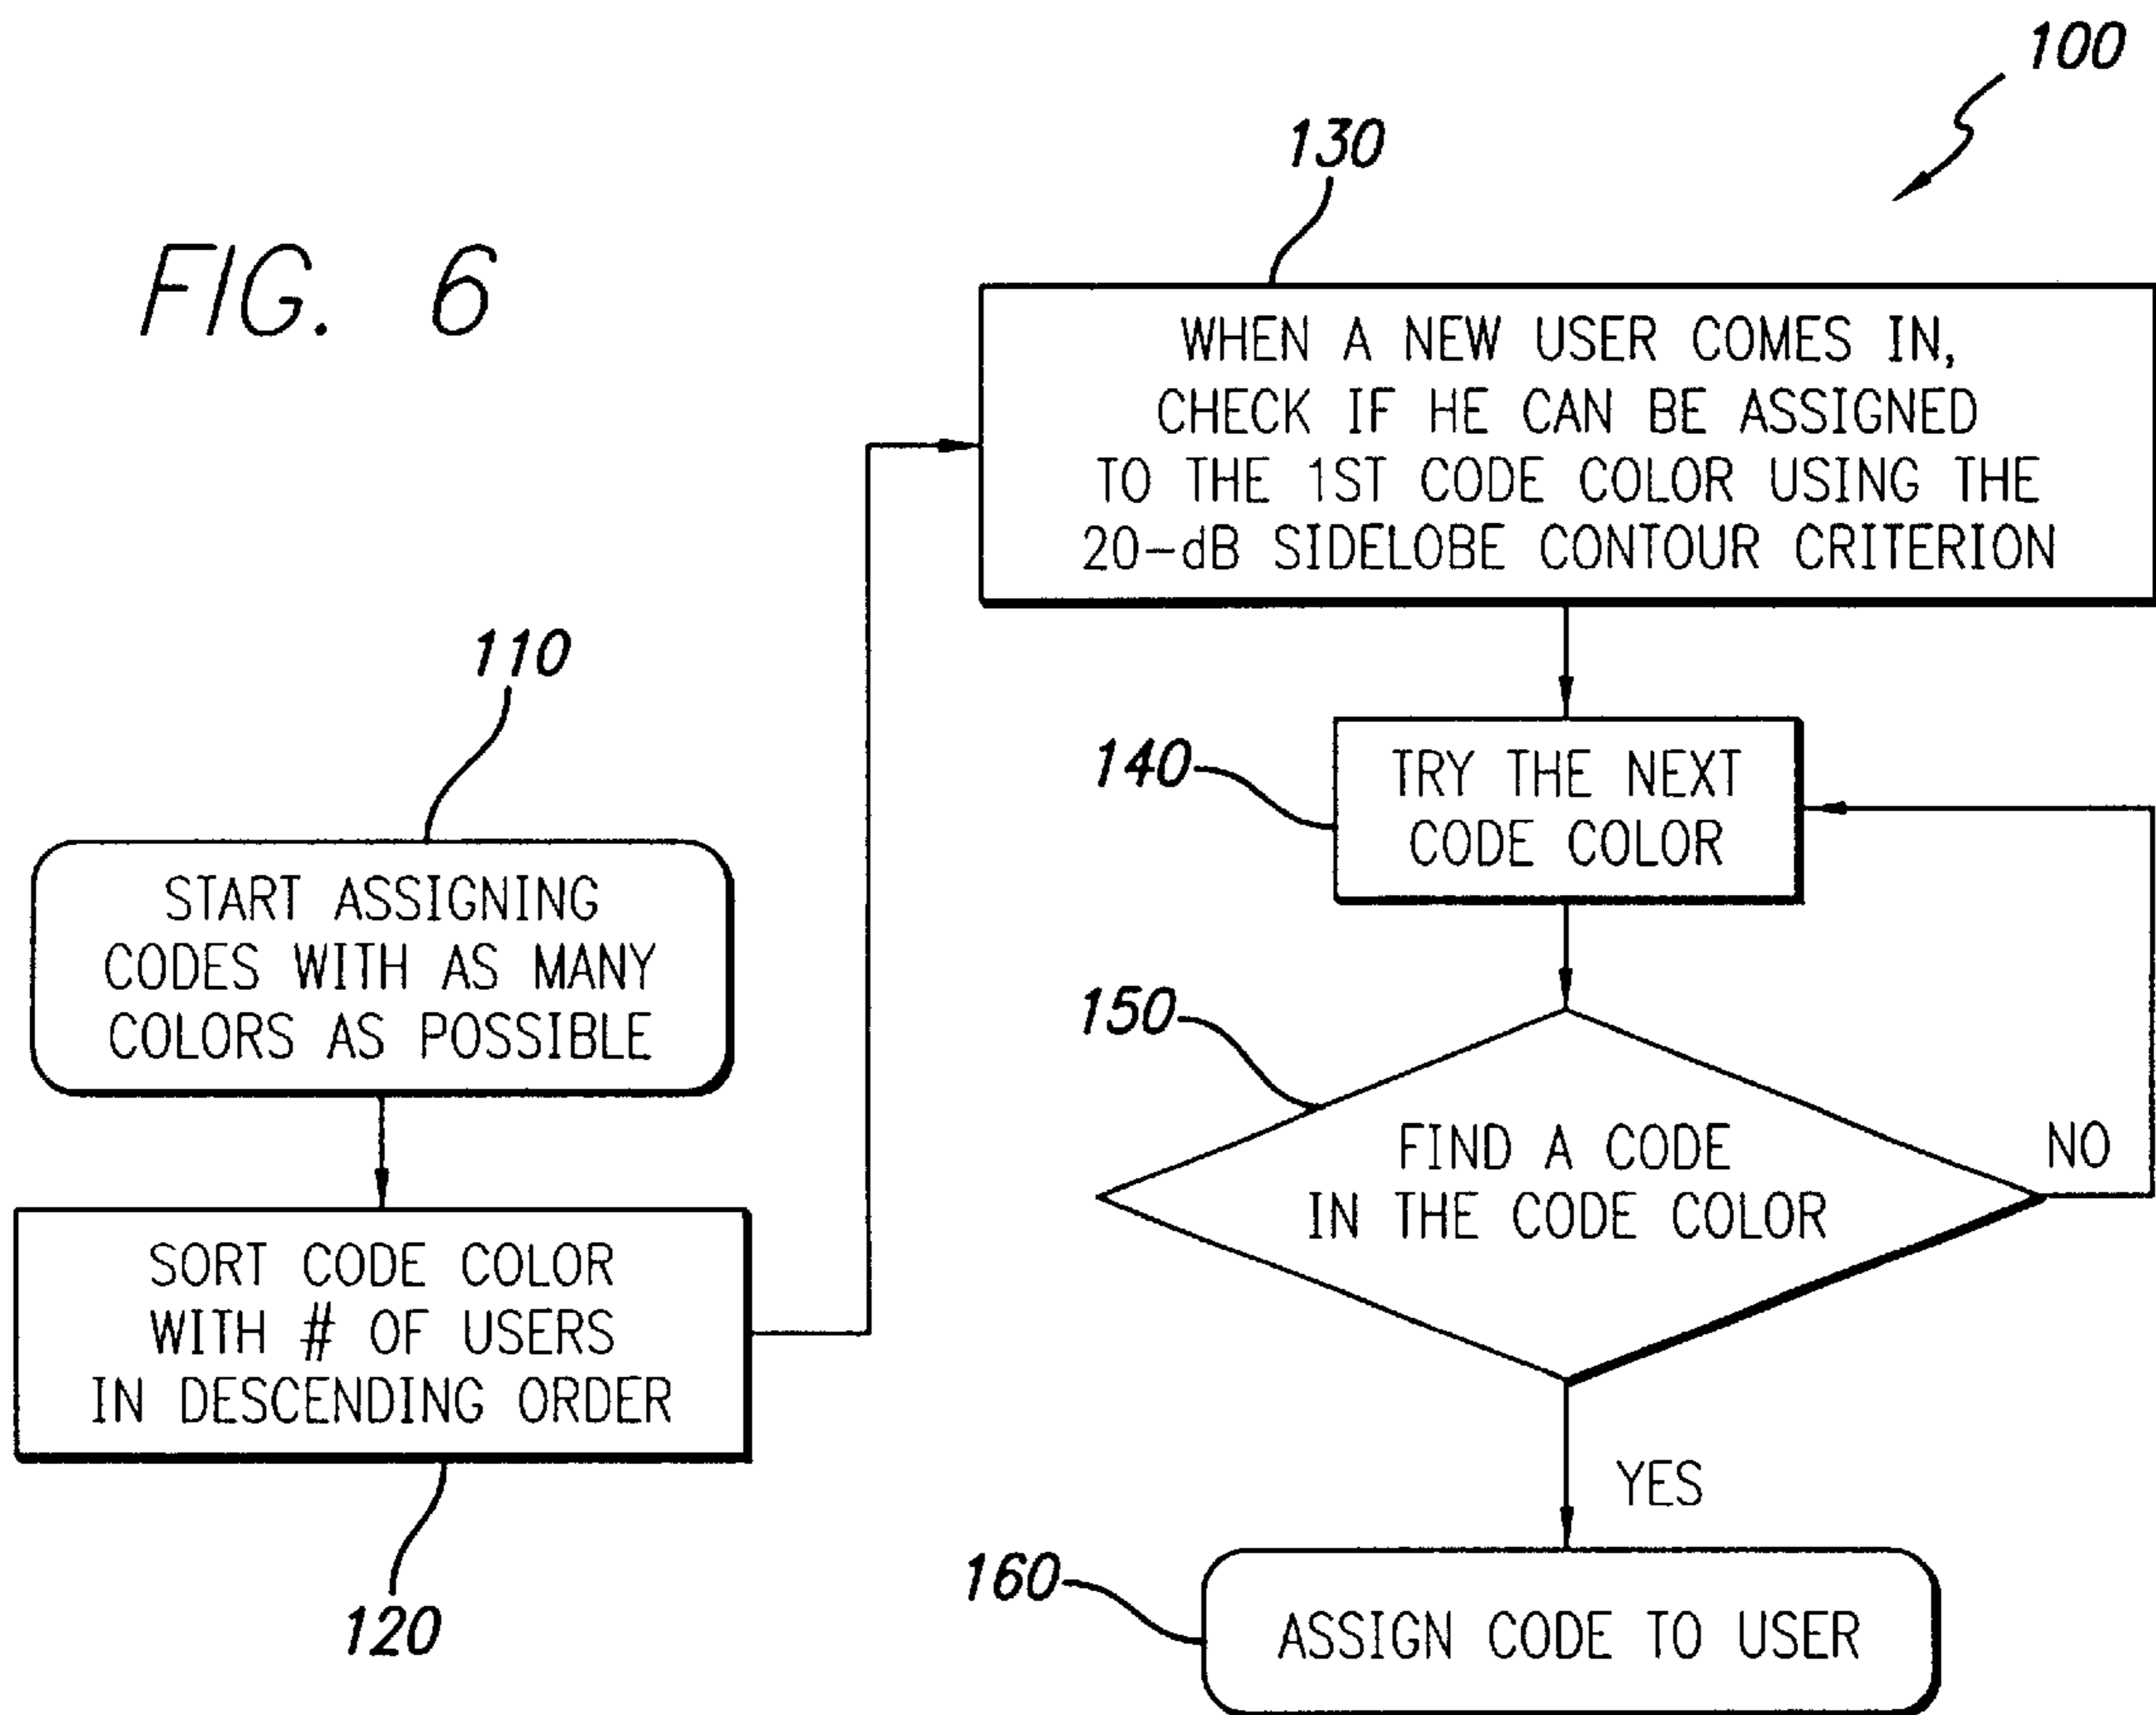 FIG. 6
100
110
START ASSIGNING
CODES WITH AS MANY
COLORS AS POSSIBLE
120
SORT CODE COLOR
WITH # OF USERS
IN DESCENDING ORDER
130
WHEN A NEW USER COMES IN,
CHECK IF HE CAN BE ASSIGNED
TO THE 1ST CODE COLOR USING THE
20-dB SIDELOBE CONTOUR CRITERION
140
TRY THE NEXT
CODE COLOR
150
FIND A CODE
IN THE CODE COLOR
NO
YES
160
ASSIGN CODE TO USER